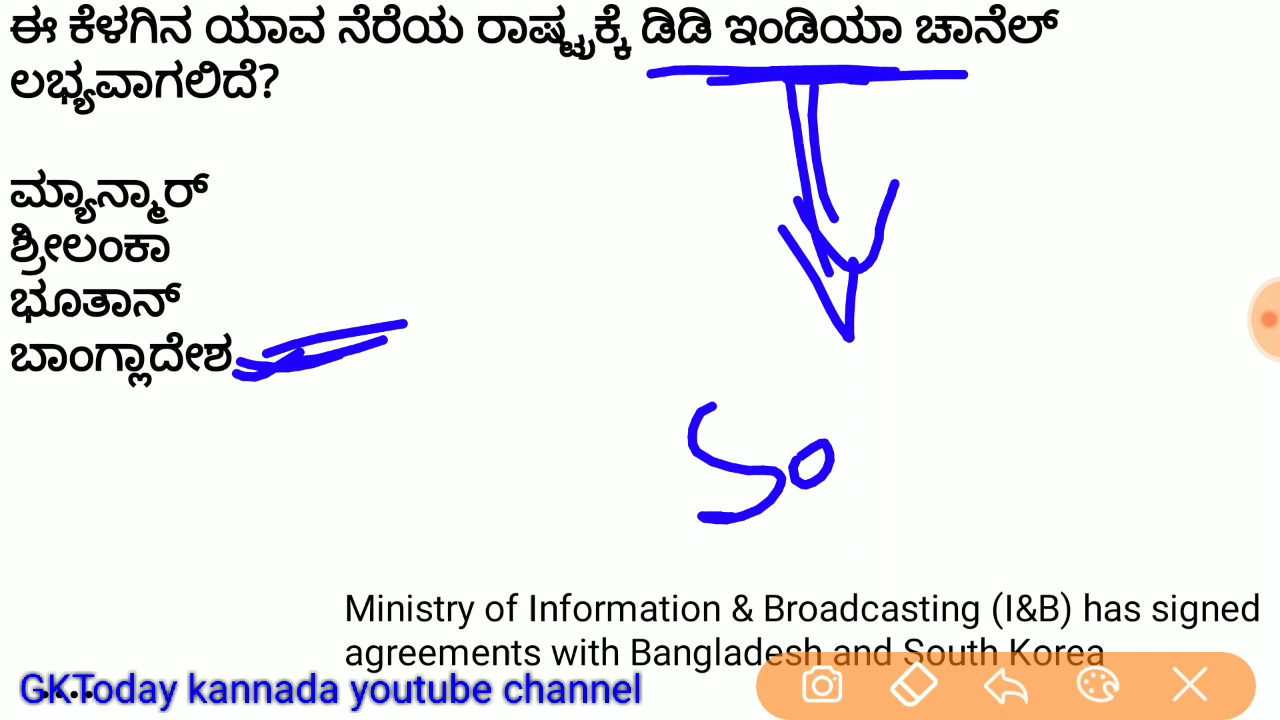 ಈ ಕೆಳಗಿನ ಯಾವ ನೆರೆಯ ರಾಷ್ಟ್ರಕ್ಕೆ ಡಿಡಿ ಇಂಡಿಯಾ ಚಾನೆಲ್
ಲಭ್ಯವಾಗಲಿದೆ?
ಮ್ಯಾನ್ಮಾರ್
ಶ್ರೀಲಂಕಾ
ಭೂತಾನ್
ಬಾಂಗ್ಲಾದೇಶ
So
Ministry of Information & Broadcasting (I&B) has signed
agreements with Bangladesh and South Korea
GKToday kannada youtube channel